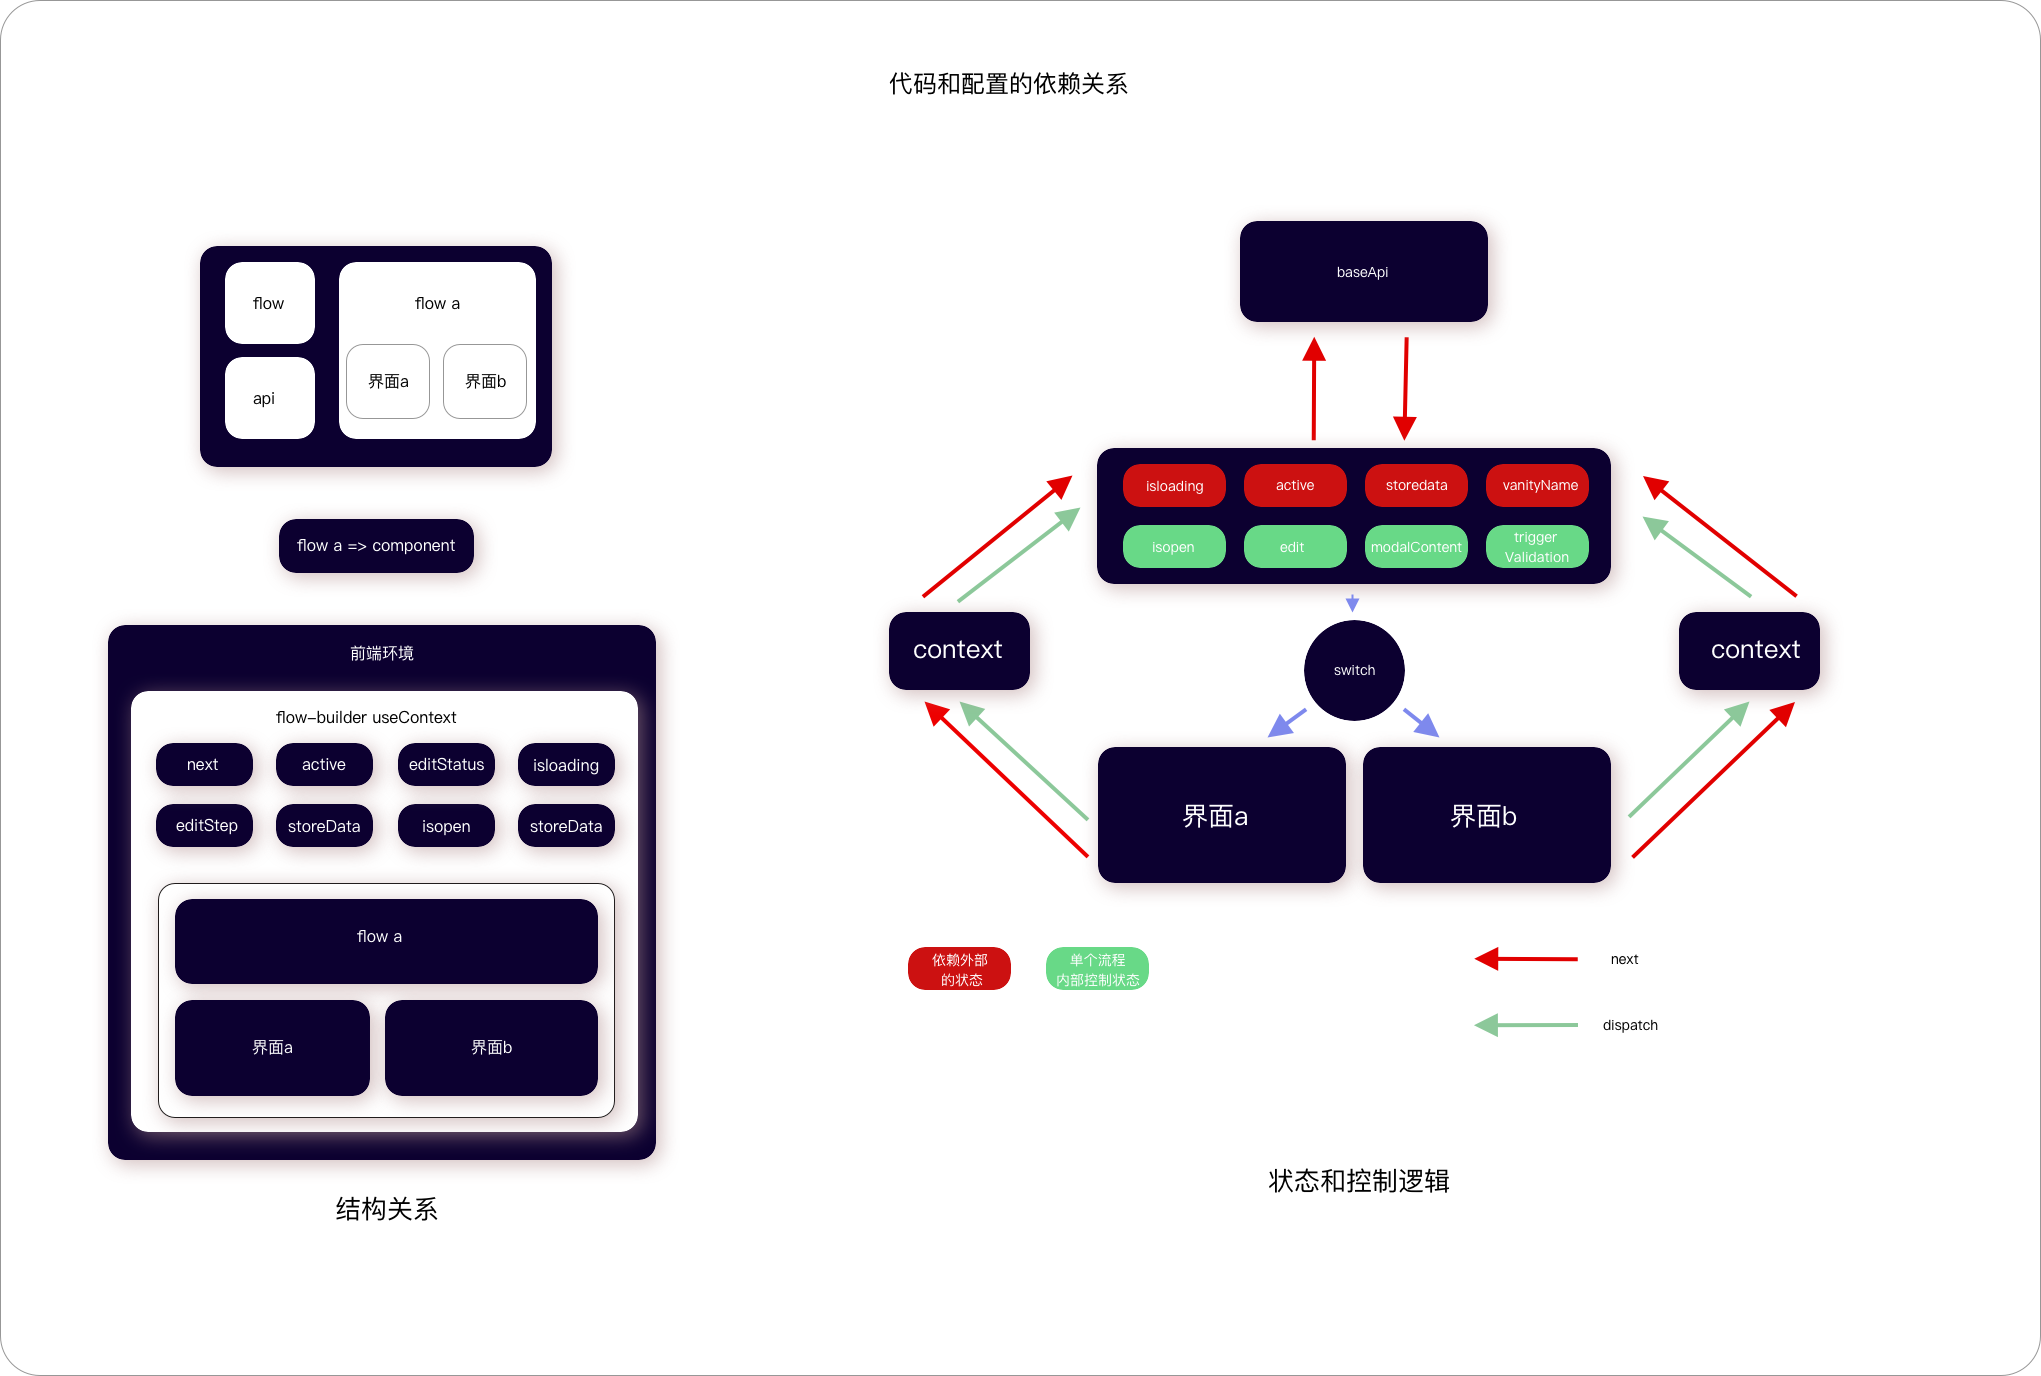 代码和配置的依赖关系
flow
flow a
api
界面a
界面b
flow a => component
前端环境
flow-builder useContext
next
active
editStatus
isloading
editStep
storeData
isopen
storeData
flow a
界面a
界面b
结构关系
baseApi
isloading
active
storedata
vanityName
isopen
edit
modalContent
trigger
Validation
context
switch
context
界面a
界面b
依赖外部
的状态
单个流程
内部控制状态
next
dispatch
状态和控制逻辑